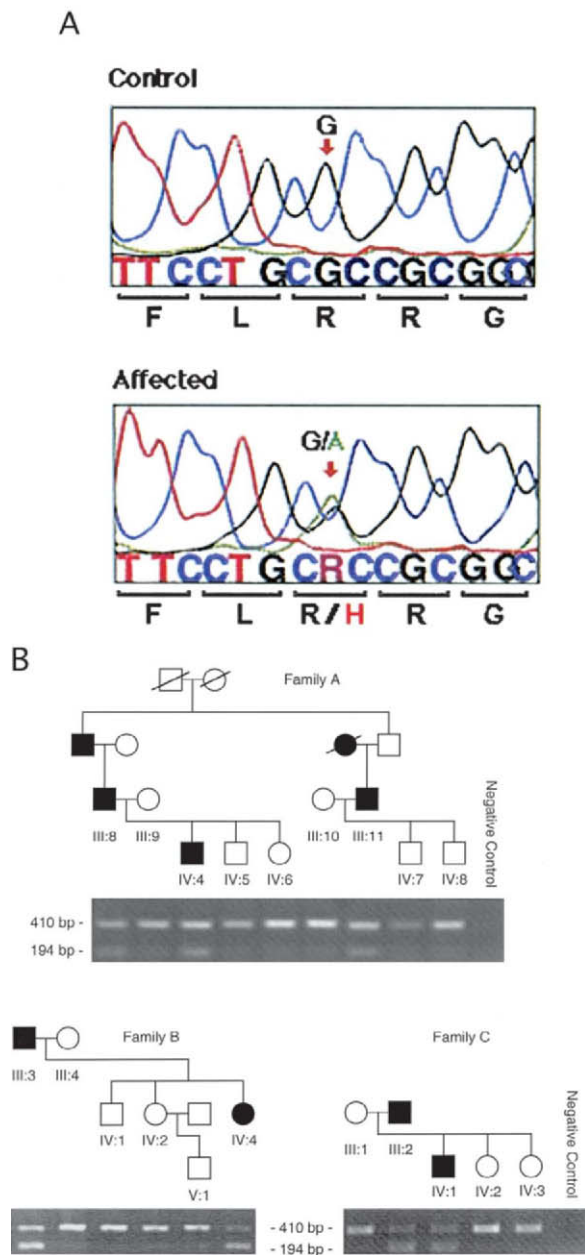 A
Control
G
TTCCTGCGCCGCGGC
F L R R G
Affected
G/A
TTCCTGCRCCGCGGC
F L R/H R G
B
Family A
III:8 III:9 III:10 III:11
IV:4 IV:5 IV:6 IV:7 IV:8
Negative Control
410 bp -
194 bp -
Family B
III:3 III:4
IV:1 IV:2 IV:4
V:1
Family C
III:1 III:2
IV:1 IV:2 IV:3
Negative Control
- 410 bp -
- 194 bp -